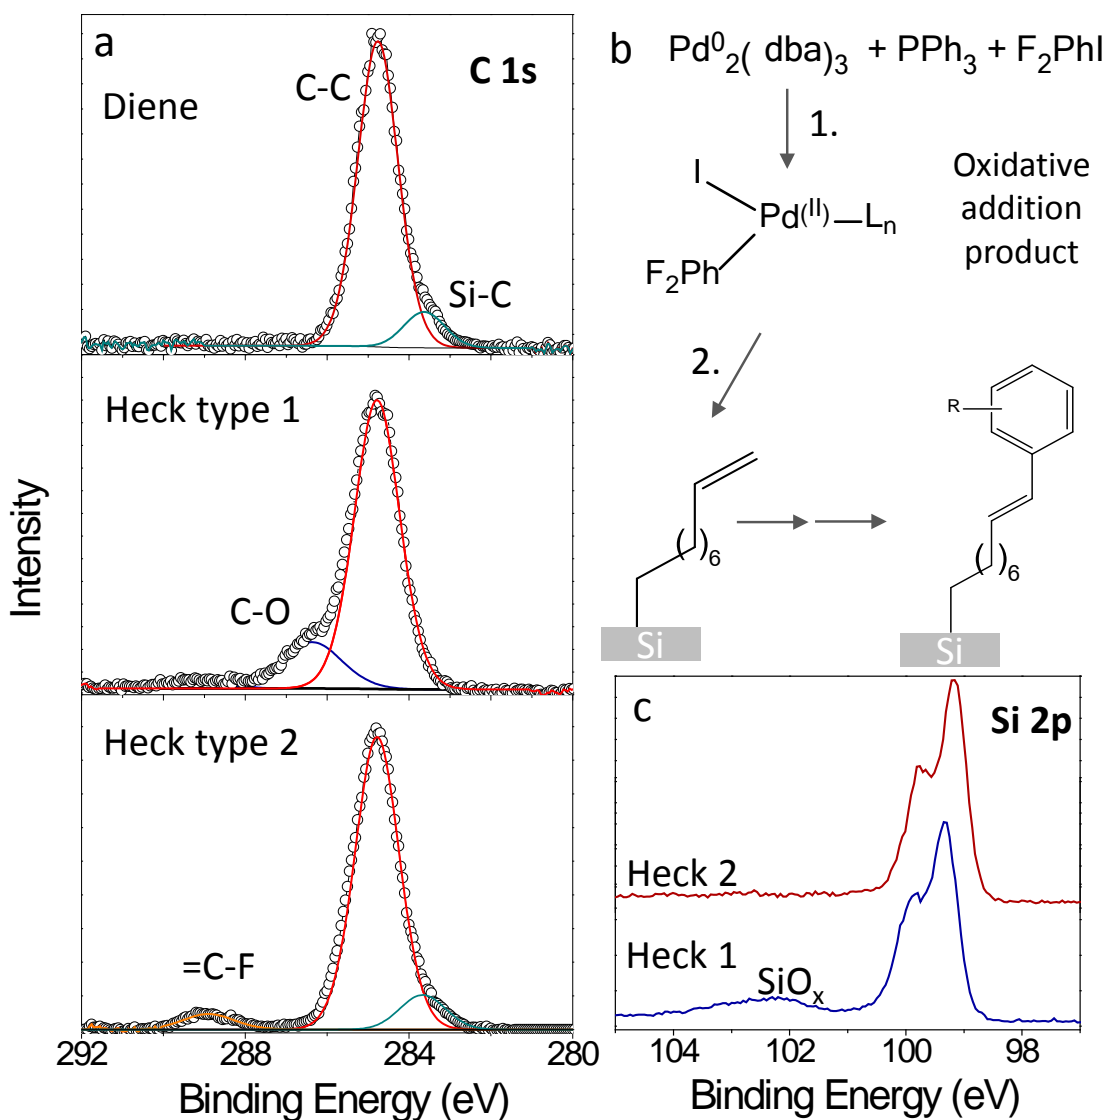 a
C 1s
Diene
C-C
Si-C
Heck type 1
C-O
Heck type 2
=C-F
Intensity
292 288 284 280
Binding Energy (eV)
b Pd⁰₂( dba)₃ + PPh₃ + F₂PhI
1.
I
Pd(II)—Lₙ
F₂Ph
Oxidative
addition
product
2.
( )₆
Si
R
( )₆
Si
c
Si 2p
Heck 2
Heck 1
SiOₓ
104 102 100 98
Binding Energy (eV)